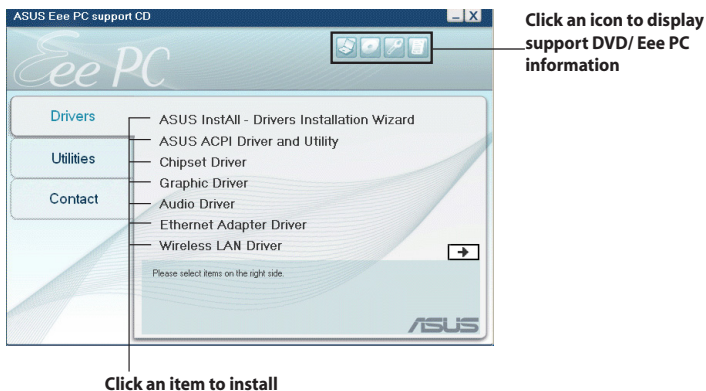 ASUS Eee PC support CD
Click an icon to display
support DVD/ Eee PC
information
Eee PC
Drivers
Utilities
Contact
ASUS InstAll - Drivers Installation Wizard
ASUS ACPI Driver and Utility
Chipset Driver
Graphic Driver
Audio Driver
Ethernet Adapter Driver
Wireless LAN Driver
Please select items on the right side.
ASUS
Click an item to install